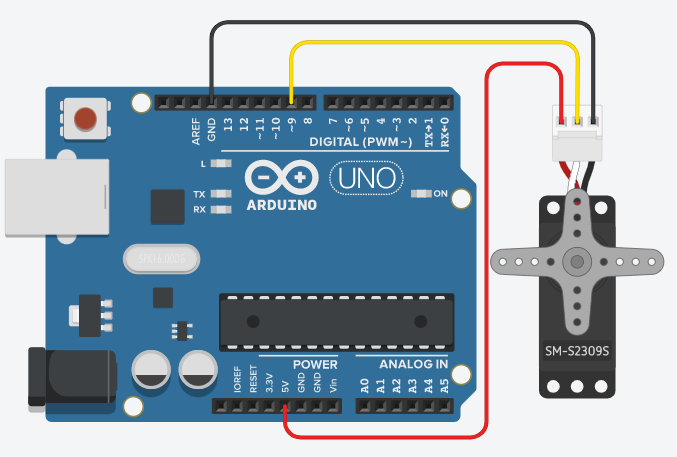 AREF
GND
13
12
~11
~10
~9
8
7
~6
~5
4
~3
2
TX→1
RX←0
DIGITAL (PWM~)
L
TX
RX
ARDUINO
UNO
ON
SM-S2309S
POWER
ANALOG IN
IOREF
RESET
3.3V
5V
GND
GND
Vin
A0
A1
A2
A3
A4
A5